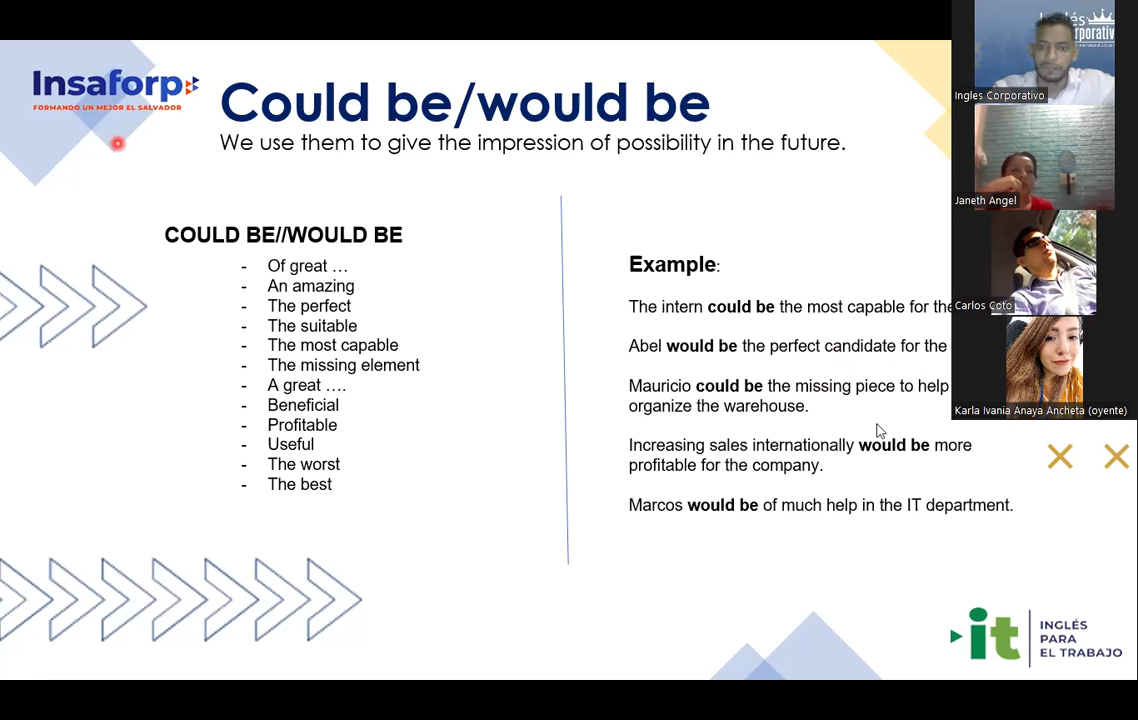 Insaforp
FORMANDO UN MEJOR EL SALVADOR
Could be/would be
We use them to give the impression of possibility in the future.
COULD BE//WOULD BE
- Of great …
- An amazing
- The perfect
- The suitable
- The most capable
- The missing element
- A great ….
- Beneficial
- Profitable
- Useful
- The worst
- The best
Example:
The intern could be the most capable for the
Abel would be the perfect candidate for the
Mauricio could be the missing piece to help
organize the warehouse.
Increasing sales internationally would be more
profitable for the company.
Marcos would be of much help in the IT department.
it
INGLÉS
PARA
EL TRABAJO
Ingles Corporativo
Janeth Angel
Carlos Coto
Karla Ivania Anaya Ancheta (oyente)